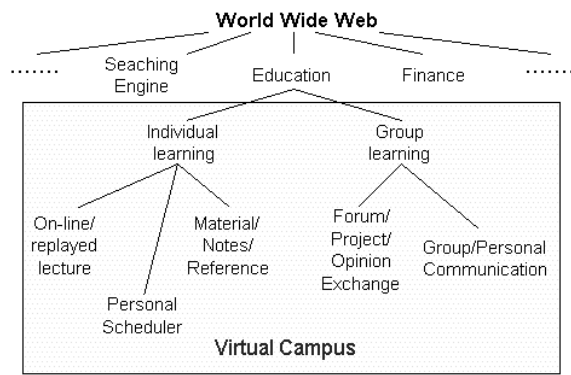 World Wide Web
........
Seaching
Engine
Education
Finance
........
Individual
learning
Group
learning
On-line/
replayed
lecture
Personal
Scheduler
Material/
Notes/
Reference
Forum/
Project/
Opinion
Exchange
Group/Personal
Communication
Virtual Campus